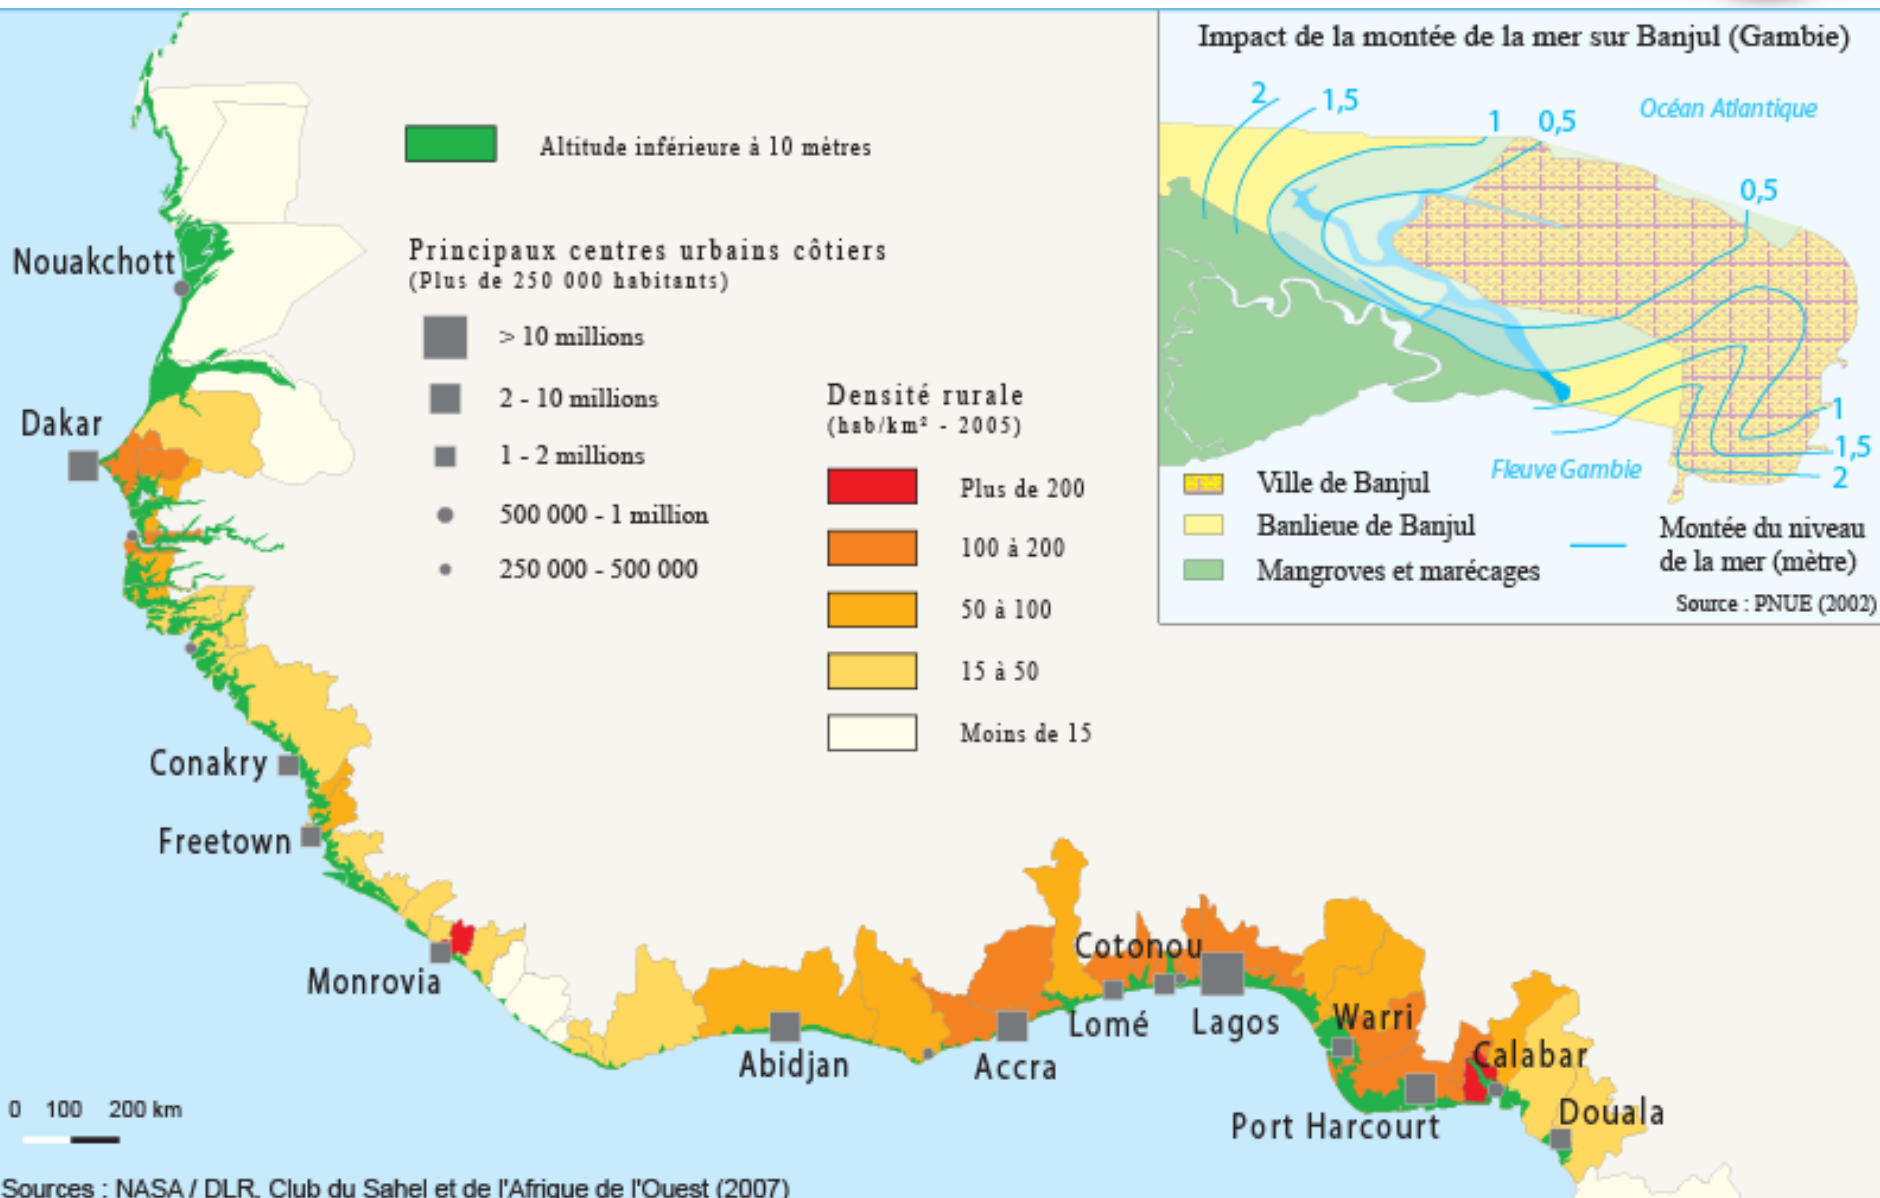 Impact de la montée de la mer sur Banjul (Gambie)
2
1,5
1
0,5
Océan Atlantique
0,5
1
1,5
2
Fleuve Gambie
Ville de Banjul
Banlieue de Banjul
Mangroves et marécages
Montée du niveau
de la mer (mètre)
Source : PNUE (2002)
Altitude inférieure à 10 mètres
Principaux centres urbains côtiers
(Plus de 250 000 habitants)
> 10 millions
2 - 10 millions
1 - 2 millions
500 000 - 1 million
250 000 - 500 000
Densité rurale
(hab/km² - 2005)
Plus de 200
100 à 200
50 à 100
15 à 50
Moins de 15
Nouakchott
Dakar
Conakry
Freetown
Monrovia
Abidjan
Accra
Lomé
Cotonou
Lagos
Warri
Port Harcourt
Calabar
Douala
0 100 200 km
Sources : NASA / DLR, Club du Sahel et de l'Afrique de l'Ouest (2007)